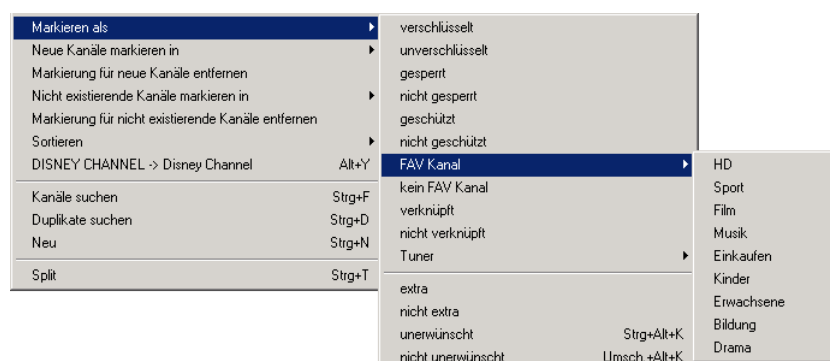 Markieren als
Neue Kanäle markieren in
Markierung für neue Kanäle entfernen
Nicht existierende Kanäle markieren in
Markierung für nicht existierende Kanäle entfernen
Sortieren
DISNEY CHANNEL -> Disney Channel Alt+Y
Kanäle suchen Strg+F
Duplikate suchen Strg+D
Neu Strg+N
Split Strg+T
verschlüsselt
unverschlüsselt
gesperrt
nicht gesperrt
geschützt
nicht geschützt
FAV Kanal
kein FAV Kanal
verknüpft
nicht verknüpft
Tuner
extra
nicht extra
unerwünscht Strg+Alt+K
nicht unerwünscht Umsch.+Alt+K
HD
Sport
Film
Musik
Einkaufen
Kinder
Erwachsene
Bildung
Drama